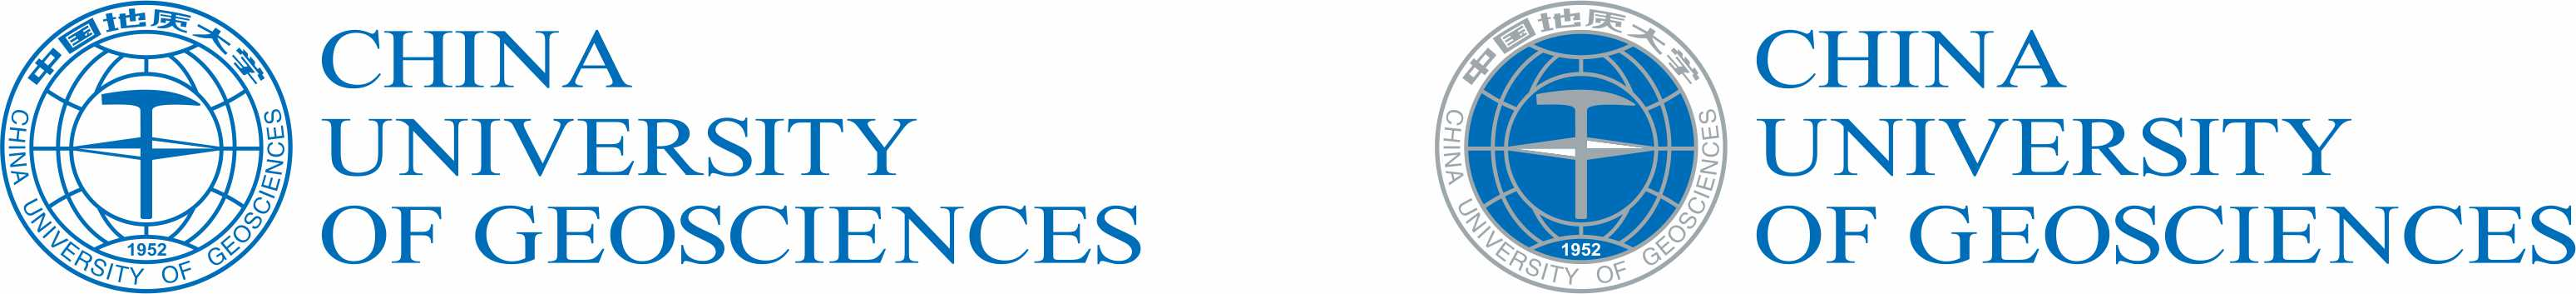 中国地质大学
CHINA UNIVERSITY OF GEOSCIENCES
1952
CHINA
UNIVERSITY
OF GEOSCIENCES
中国地质大学
CHINA UNIVERSITY OF GEOSCIENCES
1952
CHINA
UNIVERSITY
OF GEOSCIENCES